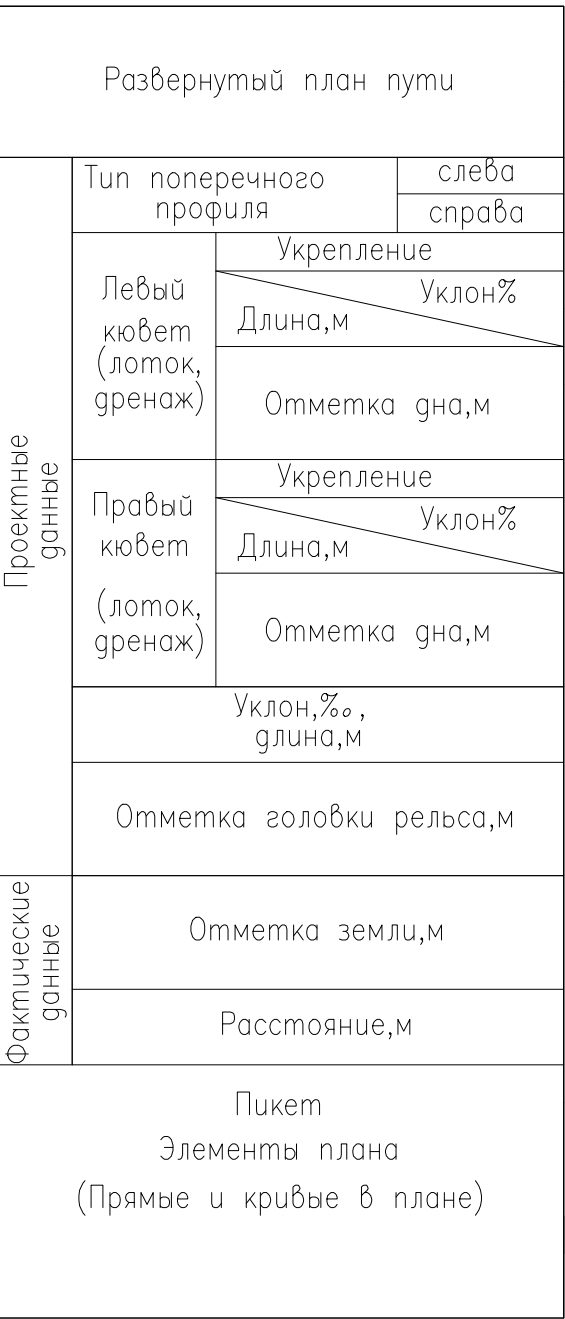 Развернутый план пути
Проектные
данные
Тип поперечного
профиля
слева
справа
Левый
кювет
(лоток,
дренаж)
Укрепление
Уклон%
Длина,м
Отметка дна,м
Правый
кювет
(лоток,
дренаж)
Укрепление
Уклон%
Длина,м
Отметка дна,м
Уклон,‰,
длина,м
Отметка головки рельса,м
Фактические
данные
Отметка земли,м
Расстояние,м
Пикет
Элементы плана
(Прямые и кривые в плане)